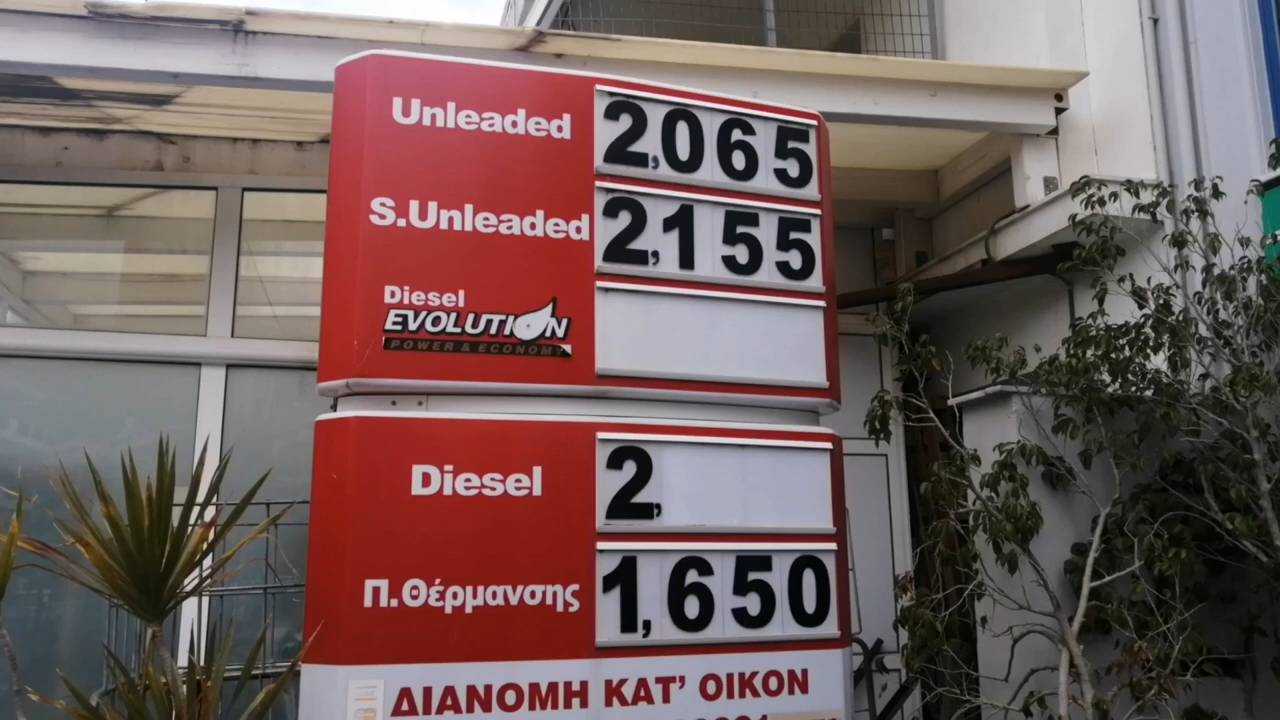 Unleaded 2,065
S.Unleaded 2,155
Diesel
EVOLUTION
POWER & ECONOMY
Diesel 2,
Π.Θέρμανσης 1,650
ΔΙΑΝΟΜΗ ΚΑΤ' ΟΙΚΟΝ